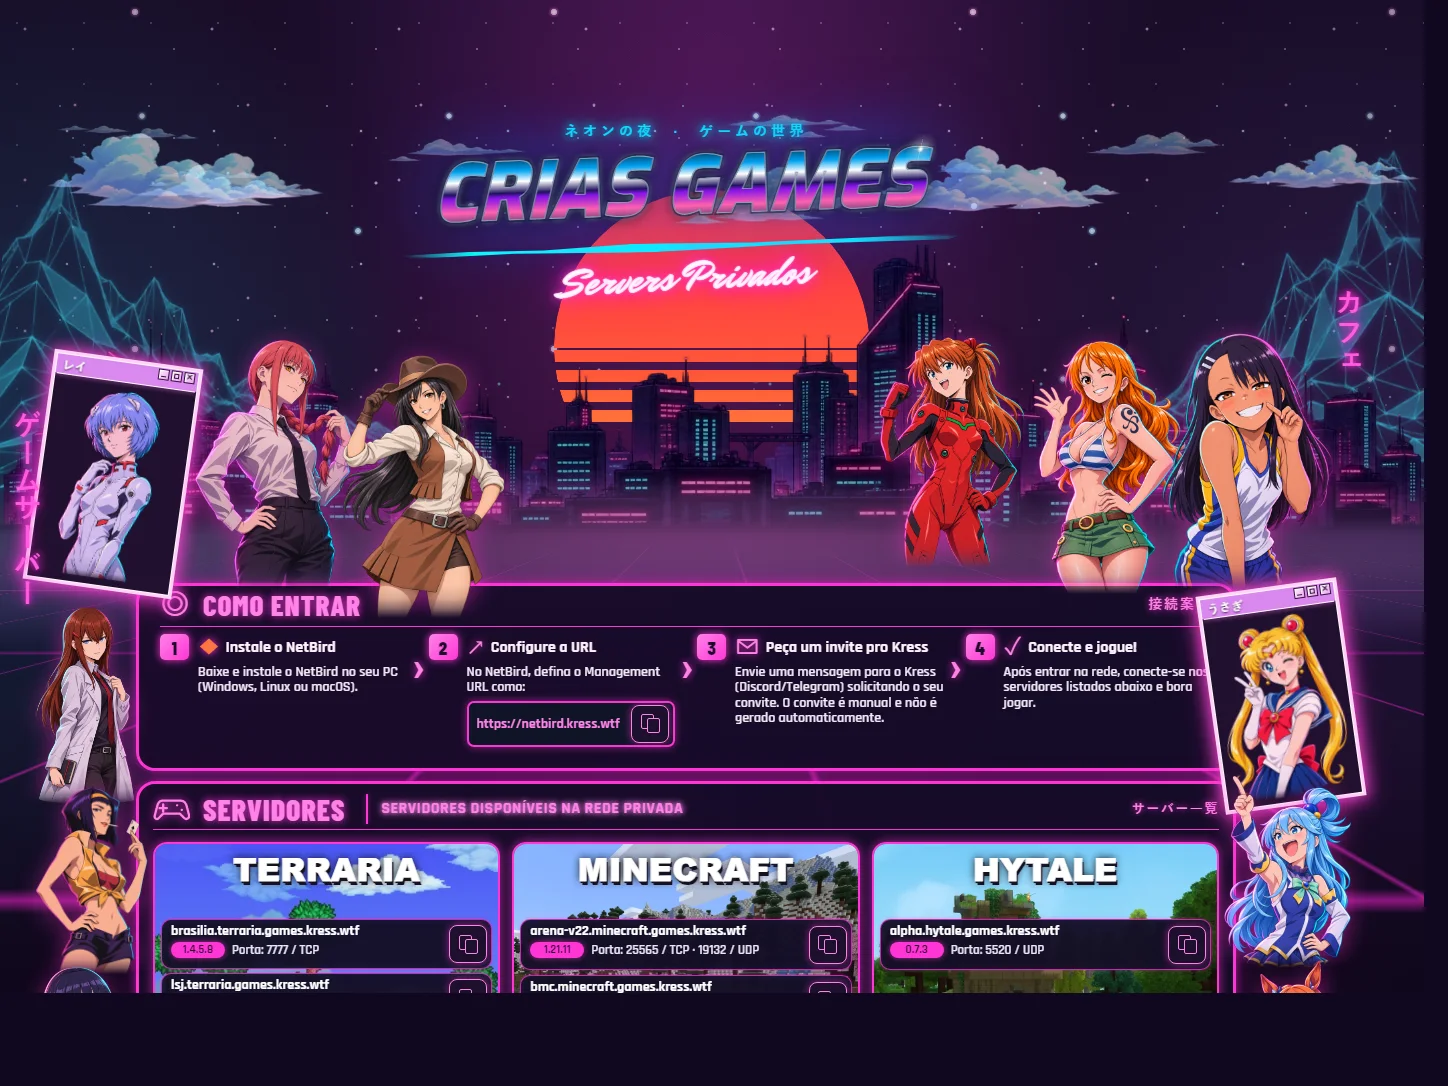 ネオンの夜 · ゲームの世界
CRIAS GAMES
Servers Privados
カフェ
レイ
ゲームサーバー
COMO ENTRAR
接続案
うさぎ
1
Instale o NetBird
Baixe e instale o NetBird no seu PC
(Windows, Linux ou macOS).
2
Configure a URL
No NetBird, defina o Management
URL como:
https://netbird.kress.wtf
3
Peça um invite pro Kress
Envie uma mensagem para o Kress
(Discord/Telegram) solicitando o seu
convite. O convite é manual e não é
gerado automaticamente.
4
Conecte e jogue!
Após entrar na rede, conecte-se nos
servidores listados abaixo e bora
jogar.
SERVIDORES
SERVIDORES DISPONÍVEIS NA REDE PRIVADA
サーバー一覧
TERRARIA
brasilia.terraria.games.kress.wtf
1.4.5.8 Porta: 7777 / TCP
lsj.terraria.games.kress.wtf
MINECRAFT
arena-v22.minecraft.games.kress.wtf
1.21.11 Porta: 25565 / TCP · 19132 / UDP
bmc.minecraft.games.kress.wtf
HYTALE
alpha.hytale.games.kress.wtf
0.7.3 Porta: 5520 / UDP